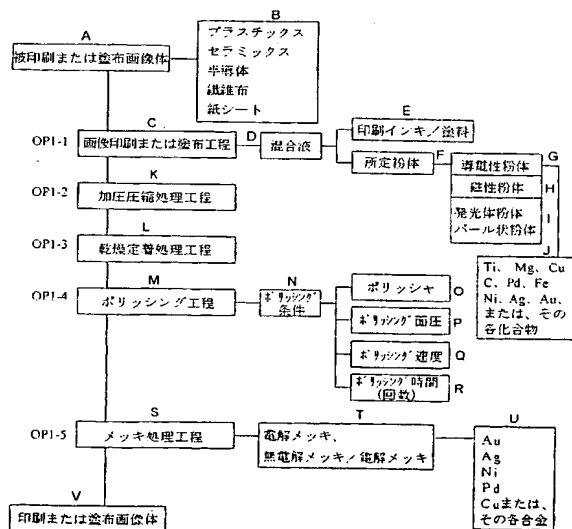 A
被印刷または塗布画像体
B
プラスチックス
セラミックス
半導体
繊維布
紙シート
C
OP1-1
画像印刷または塗布工程
D
混合液
E
印刷インキ/塗料
所定粉体
F
導電性粉体
G
磁性粉体
H
発光体粉体
パール状粉体
I
J
Ti、Mg、Cu
C、Pd、Fe
Ni、Ag、Au、
または、その
各化合物
K
OP1-2
加圧圧縮処理工程
L
OP1-3
乾燥定着処理工程
M
OP1-4
ポリッシング工程
N
ポリッシング
条件
ポリッシャ
O
ポリッシング面圧
P
ポリッシング速度
Q
ポリッシング時間
(回数)
R
S
OP1-5
メッキ処理工程
T
電解メッキ、
無電解メッキ/電解メッキ
U
Au
Ag
Ni
Pd
Cuまたは、
その各合金
V
印刷または塗布画像体